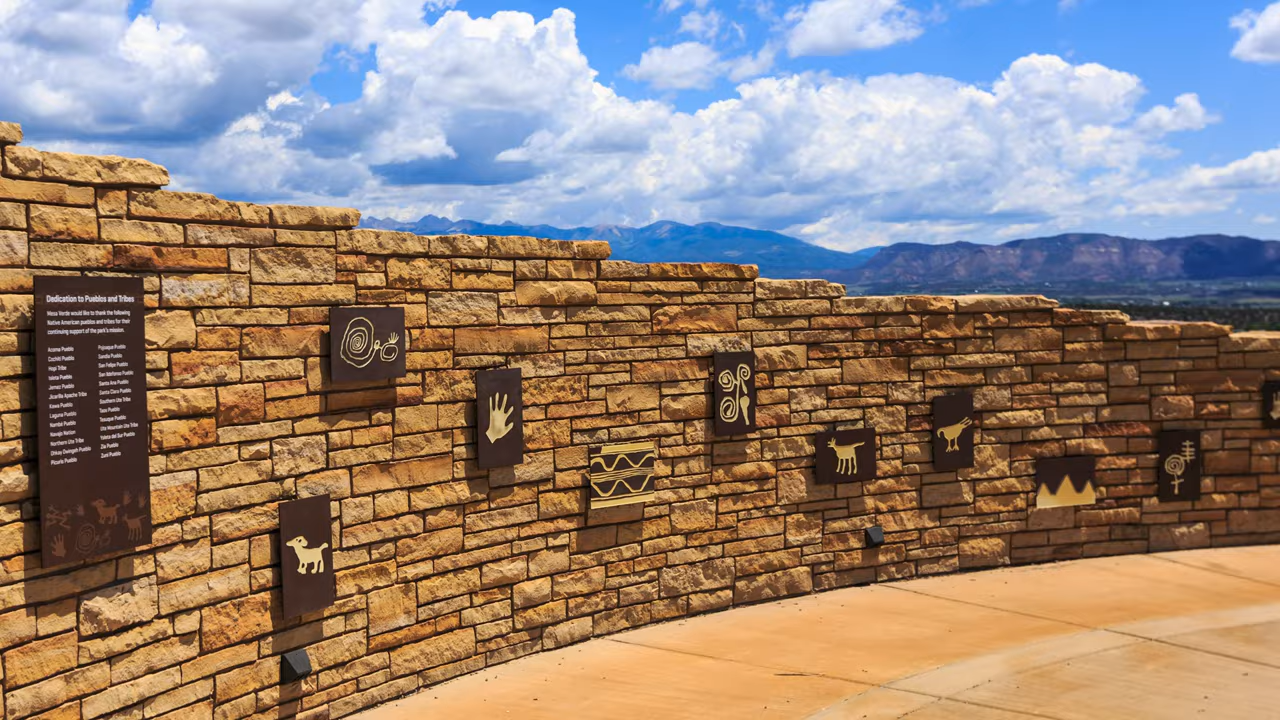 Dedication to Pueblos and Tribes
Mesa Verde would like to thank the following
Native American pueblos and tribes for their
continuing support of the park's mission.
Acoma Pueblo
Cochiti Pueblo
Hopi Tribe
Isleta Pueblo
Jemez Pueblo
Jicarilla Apache Tribe
Kewa Pueblo
Laguna Pueblo
Nambé Pueblo
Navajo Nation
Northern Ute Tribe
Ohkay Owingeh Pueblo
Picuris Pueblo
Pojoaque Pueblo
Sandia Pueblo
San Felipe Pueblo
San Ildefonso Pueblo
Santa Ana Pueblo
Santa Clara Pueblo
Southern Ute Tribe
Taos Pueblo
Tesuque Pueblo
Ute Mountain Ute Tribe
Ysleta del Sur Pueblo
Zia Pueblo
Zuni Pueblo